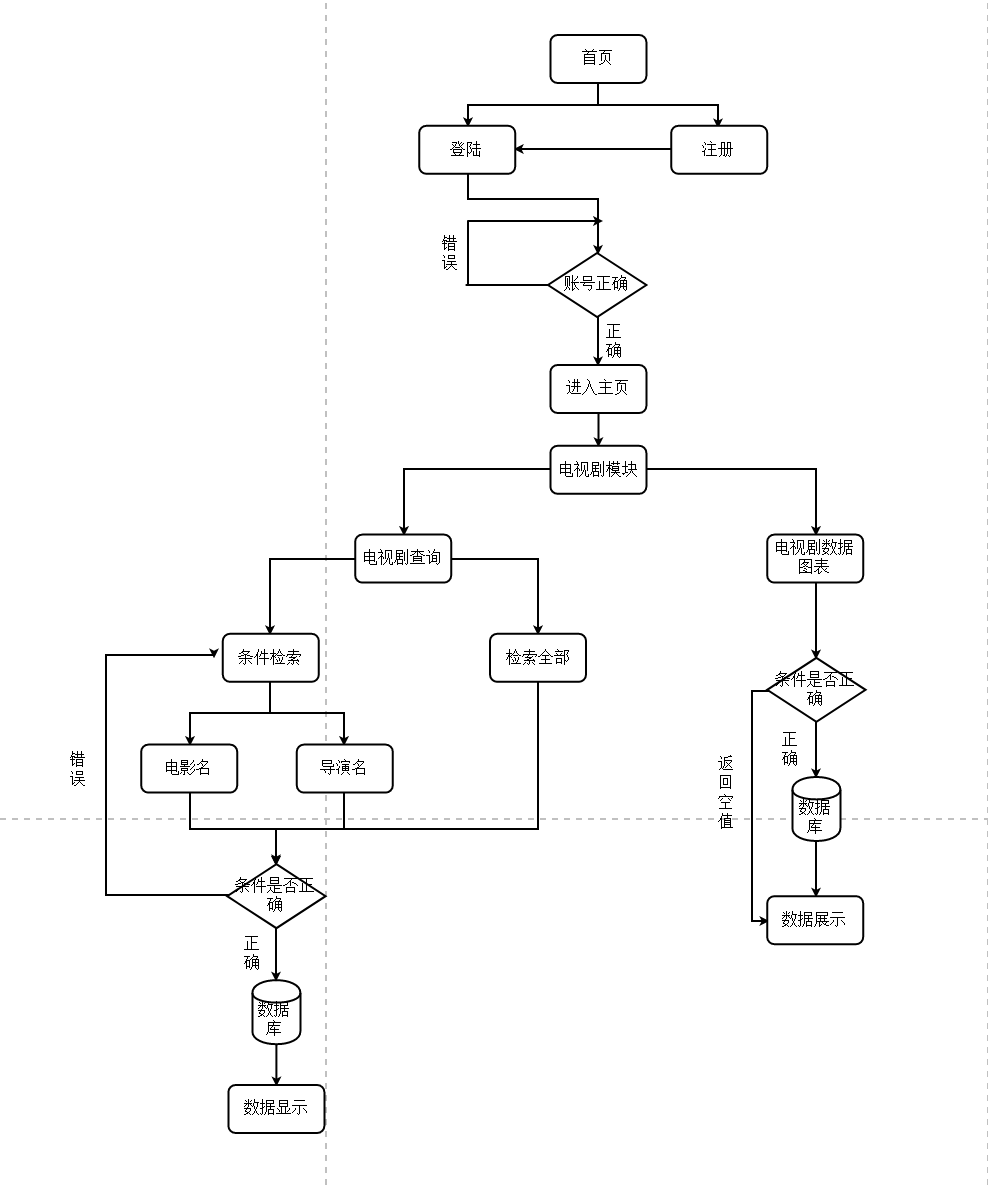 首页
登陆
注册
错
误
账号正确
正
确
进入主页
电视剧模块
电视剧查询
电视剧数据
图表
条件检索
检索全部
条件是否正
确
电影名
导演名
错
误
正
确
返
回
空
值
数据
库
条件是否正
确
数据展示
正
确
数据
库
数据显示